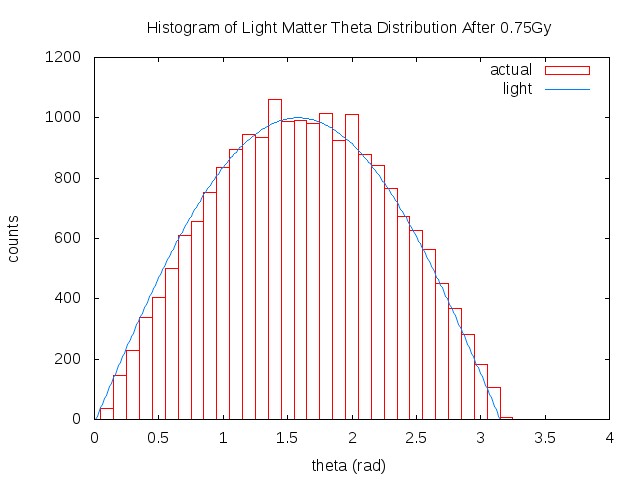 Histogram of Light Matter Theta Distribution After 0.75Gy
1200
1000
800
600
400
200
0
counts
actual
light
0 0.5 1 1.5 2 2.5 3 3.5 4
theta (rad)